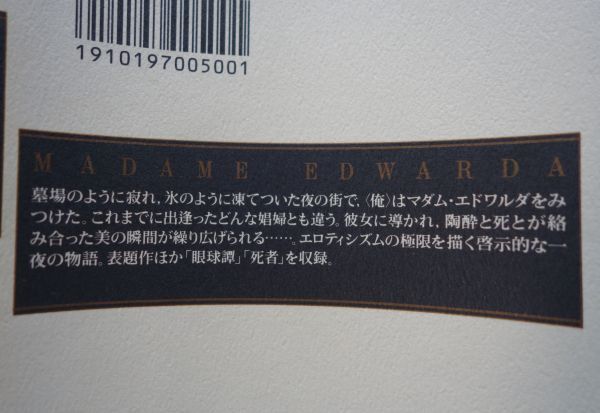 1910197005001
MADAME EDWARDA
墓場のように寂れ、氷のように凍てついた夜の街で、〈俺〉はマダム・エドワルダをみ
つけた。これまでに出逢ったどんな娼婦とも違う。彼女に導かれ、陶酔と死とが絡
み合った美の瞬間が繰り広げられる……。エロティシズムの極限を描く啓示的な一
夜の物語。表題作ほか「眼球譚」「死者」を収録。